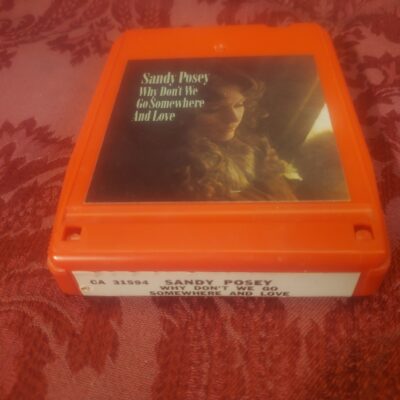 Sandy Posey
Why Don't We
Go Somewhere
And Love
CA 31594 SANDY POSEY
WHY DON'T WE GO
SOMEWHERE AND LOVE